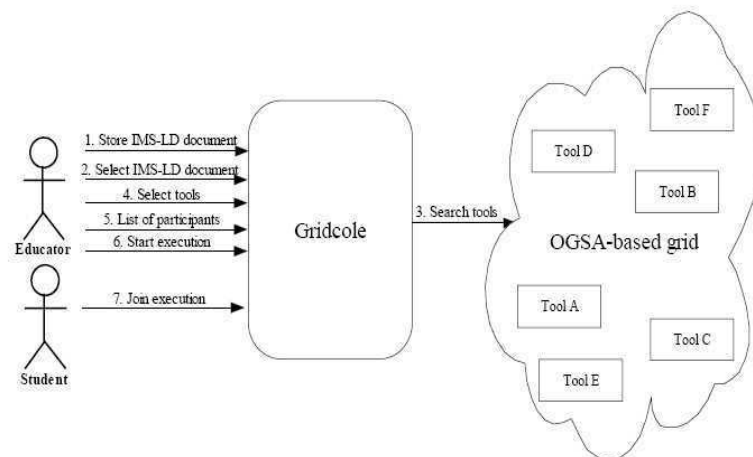 1. Store IMS-LD document
2. Select IMS-LD document
4. Select tools
5. List of participants
6. Start execution
Educator
7. Join execution
Student
Gridcole
3. Search tools
Tool F
Tool D
Tool B
OGSA-based grid
Tool A
Tool C
Tool E